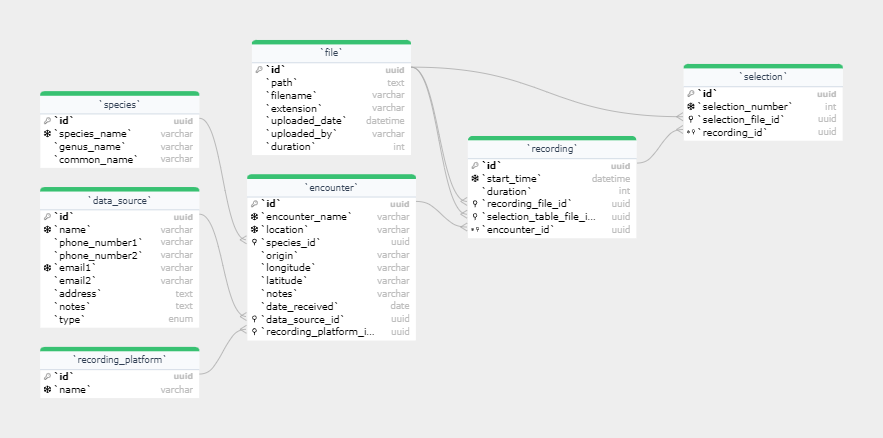 `species`
`id` uuid
`species_name` varchar
`genus_name` varchar
`common_name` varchar
`data_source`
`id` uuid
`name` varchar
`phone_number1` varchar
`phone_number2` varchar
`email1` varchar
`email2` varchar
`address` text
`notes` text
`type` enum
`recording_platform`
`id` uuid
`name` varchar
`file`
`id` uuid
`path` text
`filename` varchar
`extension` varchar
`uploaded_date` datetime
`uploaded_by` varchar
`duration` int
`encounter`
`id` uuid
`encounter_name` varchar
`location` varchar
`species_id` uuid
`origin` varchar
`longitude` varchar
`latitude` varchar
`notes` varchar
`date_received` date
`data_source_id` uuid
`recording_platform_i... uuid
`recording`
`id` uuid
`start_time` datetime
`duration` int
`recording_file_id` uuid
`selection_table_file_i... uuid
`encounter_id` uuid
`selection`
`id` uuid
`selection_number` int
`selection_file_id` uuid
`recording_id` uuid